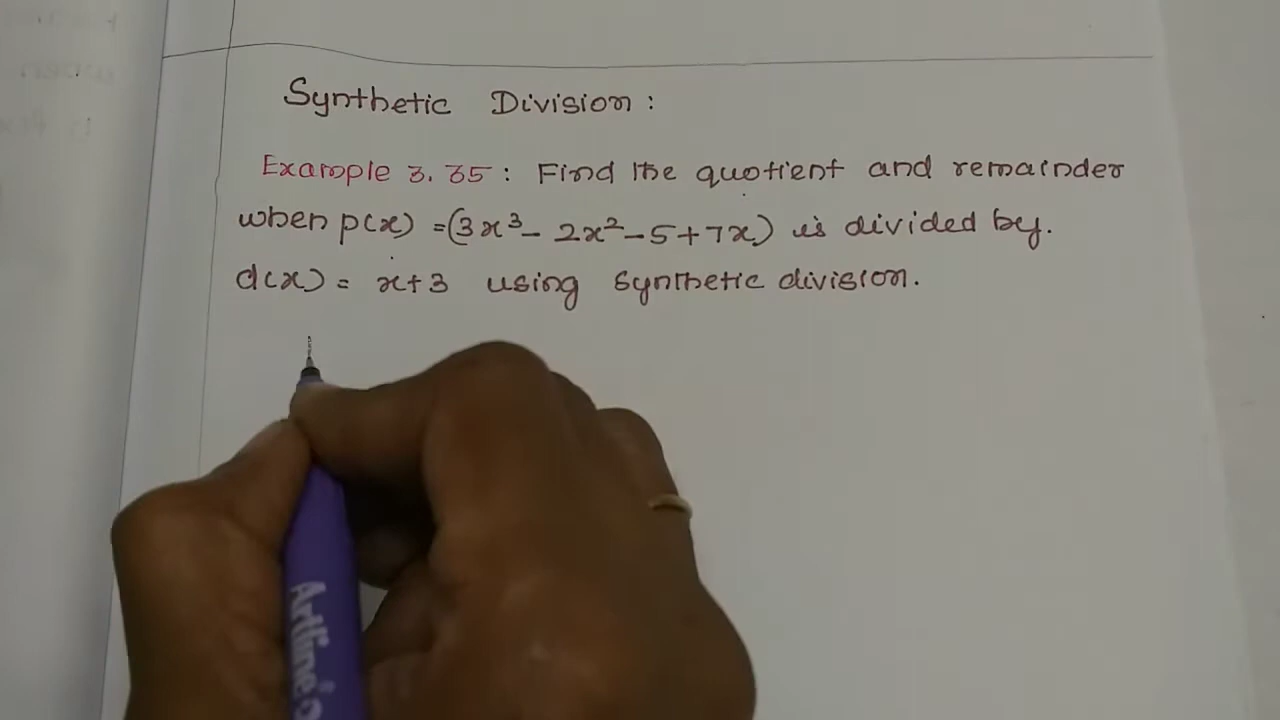 Synthetic Division:
Example 3.35: Find the quotient and remainder
when p(x) = (3x³ - 2x² - 5 + 7x) is divided by.
d(x) = x+3 using synthetic division.
Artline